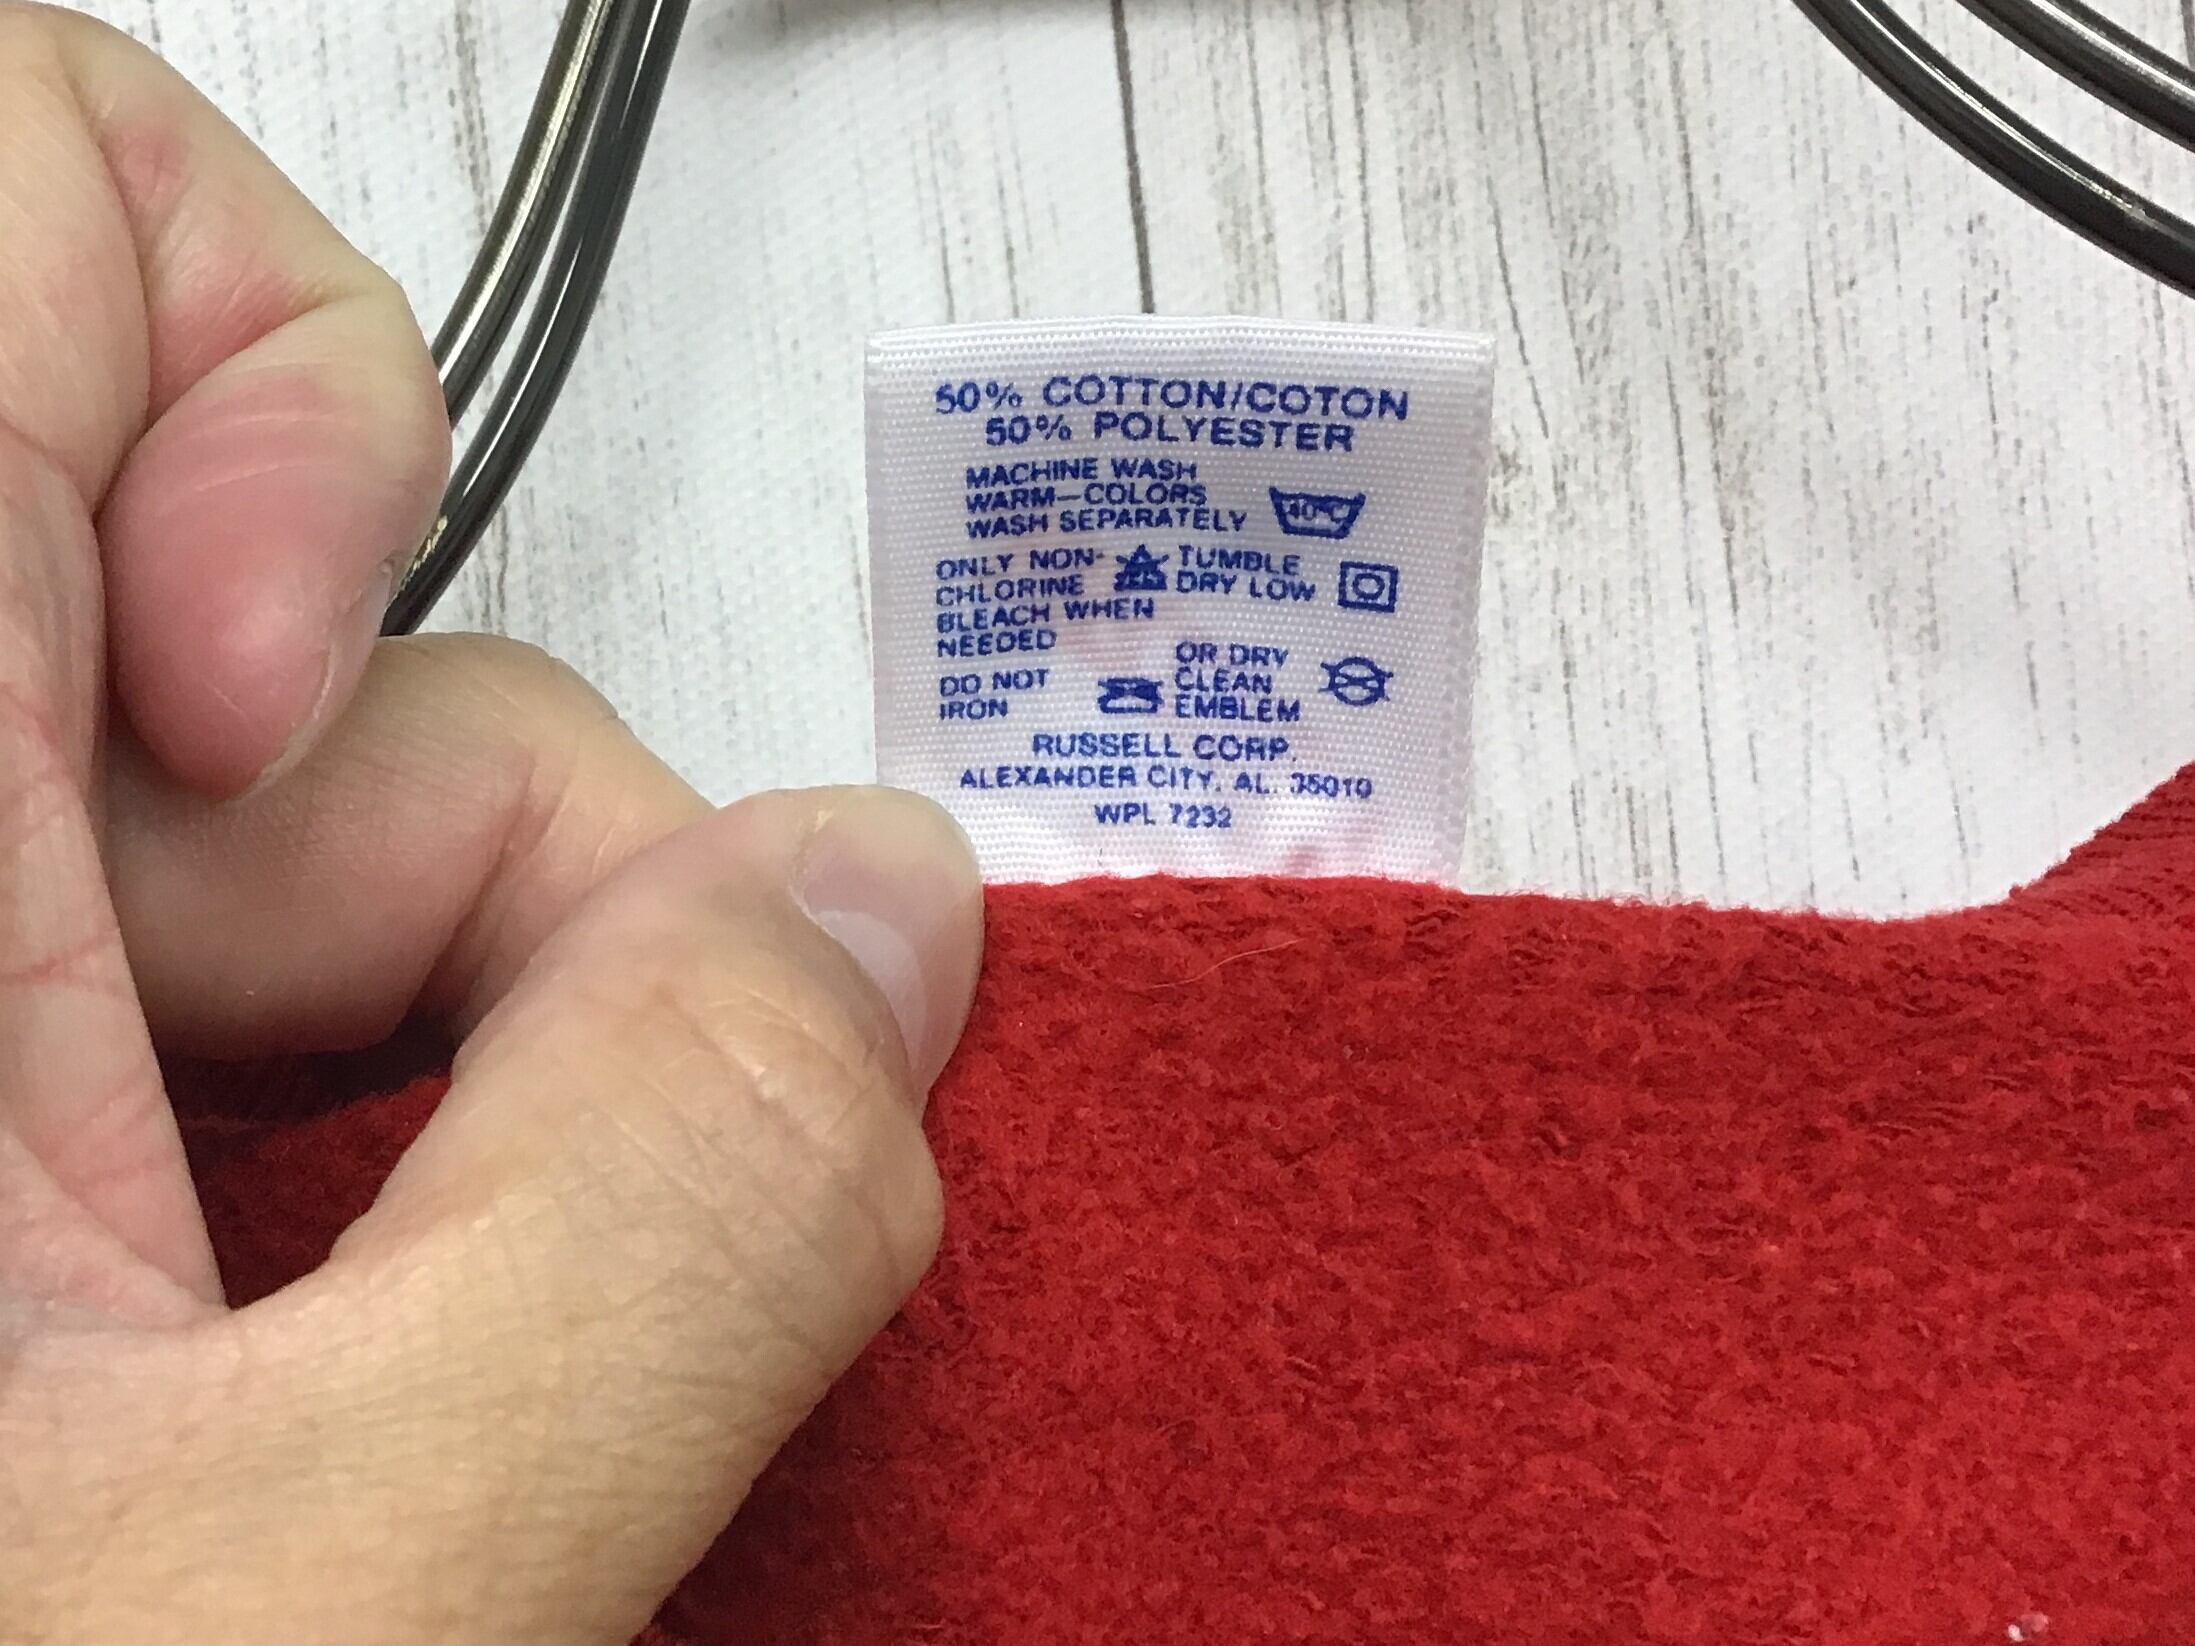 50% COTTON/COTON
50% POLYESTER
MACHINE WASH
WARM—COLORS
WASH SEPARATELY
40°C
ONLY NON-
CHLORINE
BLEACH WHEN
NEEDED
TUMBLE
DRY LOW
DO NOT
IRON
OR DRY
CLEAN
EMBLEM
RUSSELL CORP.
ALEXANDER CITY, AL. 35010
WPL 7232